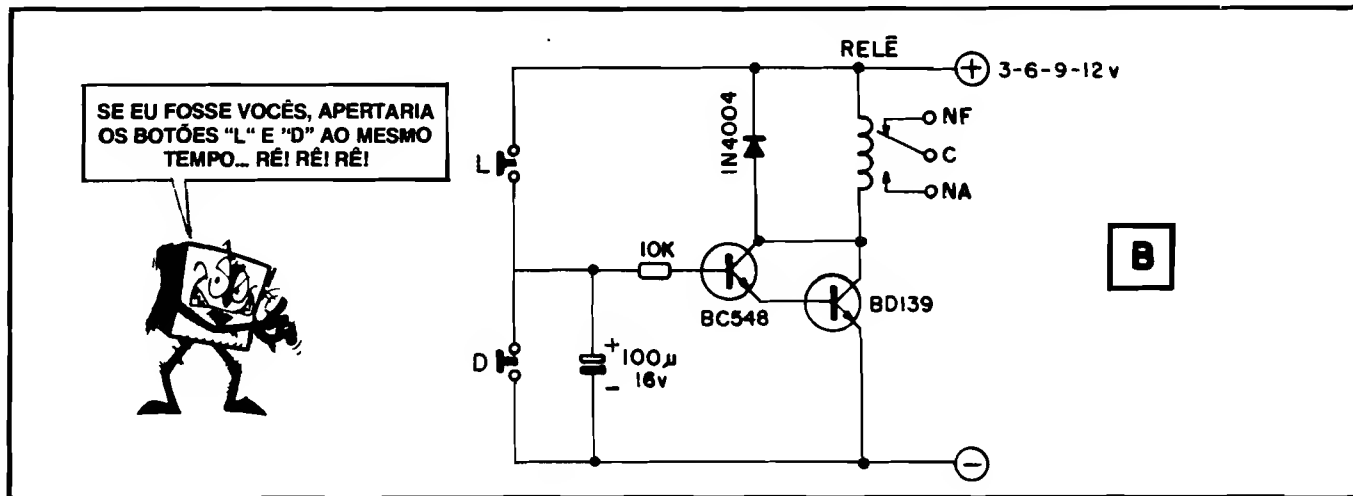 SE EU FOSSE VOCÊS, APERTARIA
OS BOTÕES "L" E "D" AO MESMO
TEMPO... RÊ! RÊ! RÊ!
RELÊ
+ 3-6-9-12v
1N4004
NF
C
NA
L
10K
BC548
BD139
B
D
+ 100µ
- 16v
-